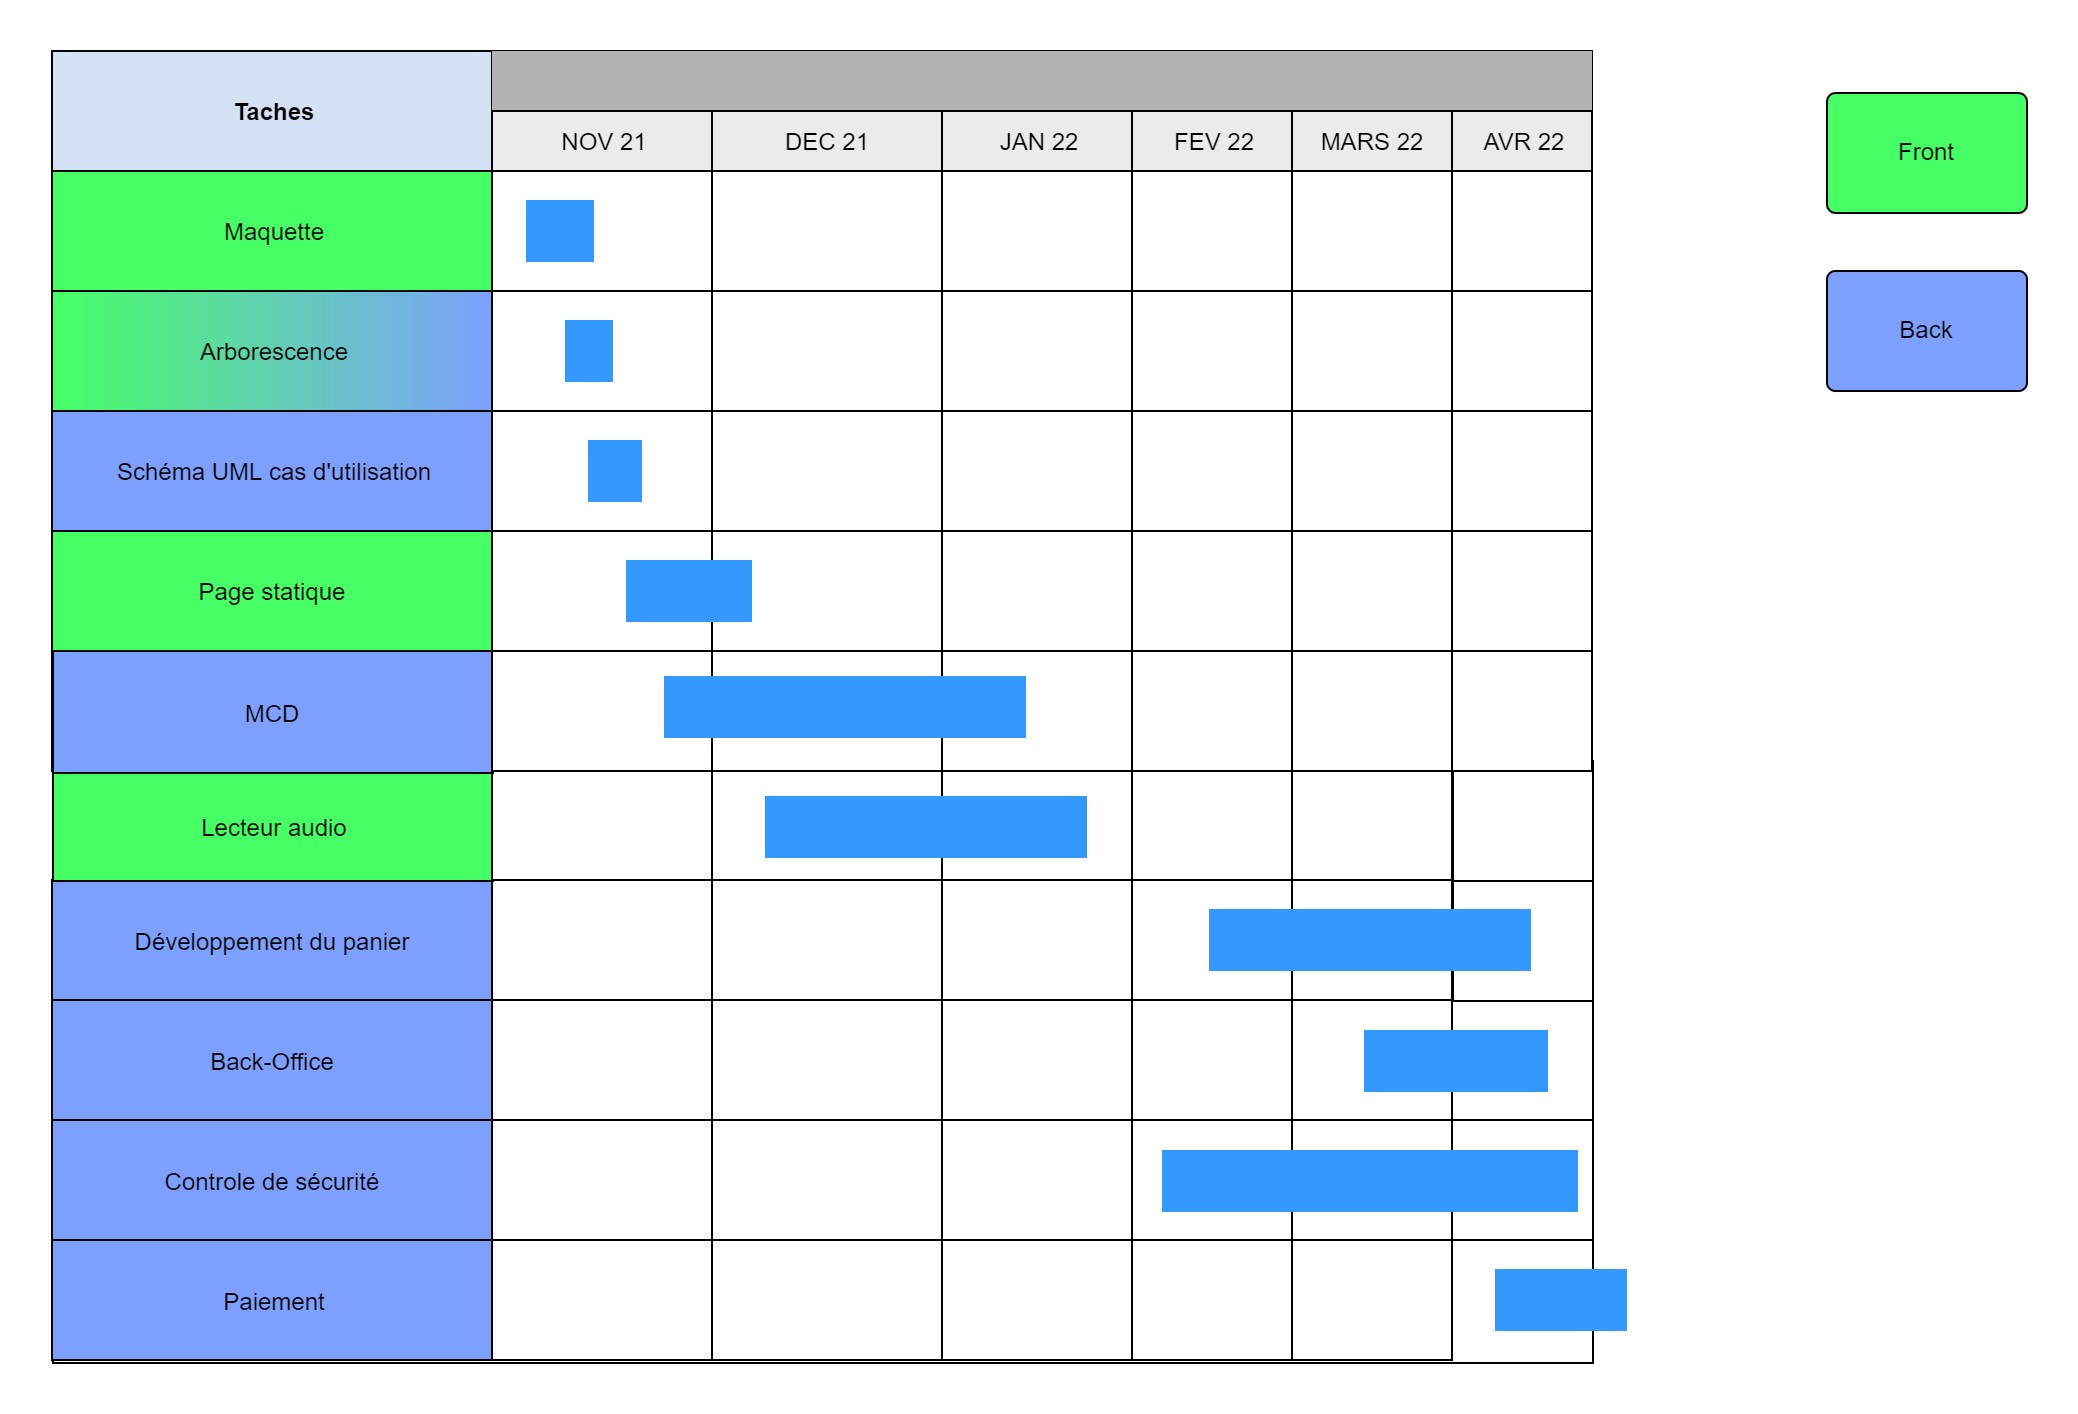 Taches
NOV 21
DEC 21
JAN 22
FEV 22
MARS 22
AVR 22
Maquette
Arborescence
Schéma UML cas d'utilisation
Page statique
MCD
Lecteur audio
Développement du panier
Back-Office
Controle de sécurité
Paiement
Front
Back